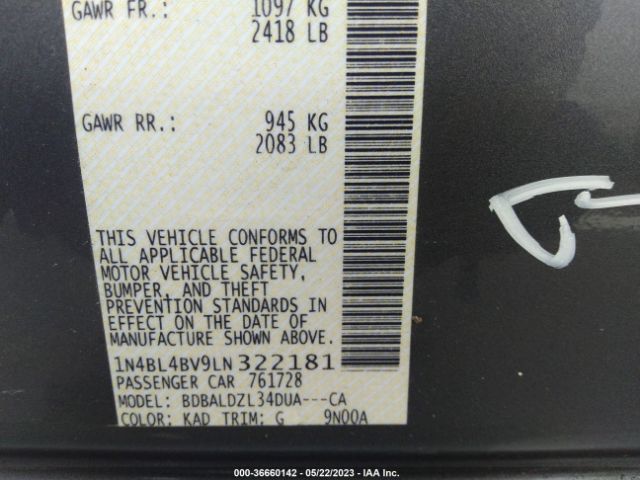 GAWR FR.: 1097 KG
2418 LB
GAWR RR.: 945 KG
2083 LB
THIS VEHICLE CONFORMS TO
ALL APPLICABLE FEDERAL
MOTOR VEHICLE SAFETY,
BUMPER, AND THEFT
PREVENTION STANDARDS IN
EFFECT ON THE DATE OF
MANUFACTURE SHOWN ABOVE.
1N4BL4BV9LN322181
PASSENGER CAR 761728
MODEL: BDBALDZL34DUA---CA
COLOR: KAD TRIM: G 9N00A
000-36660142 - 05/22/2023 - IAA Inc.